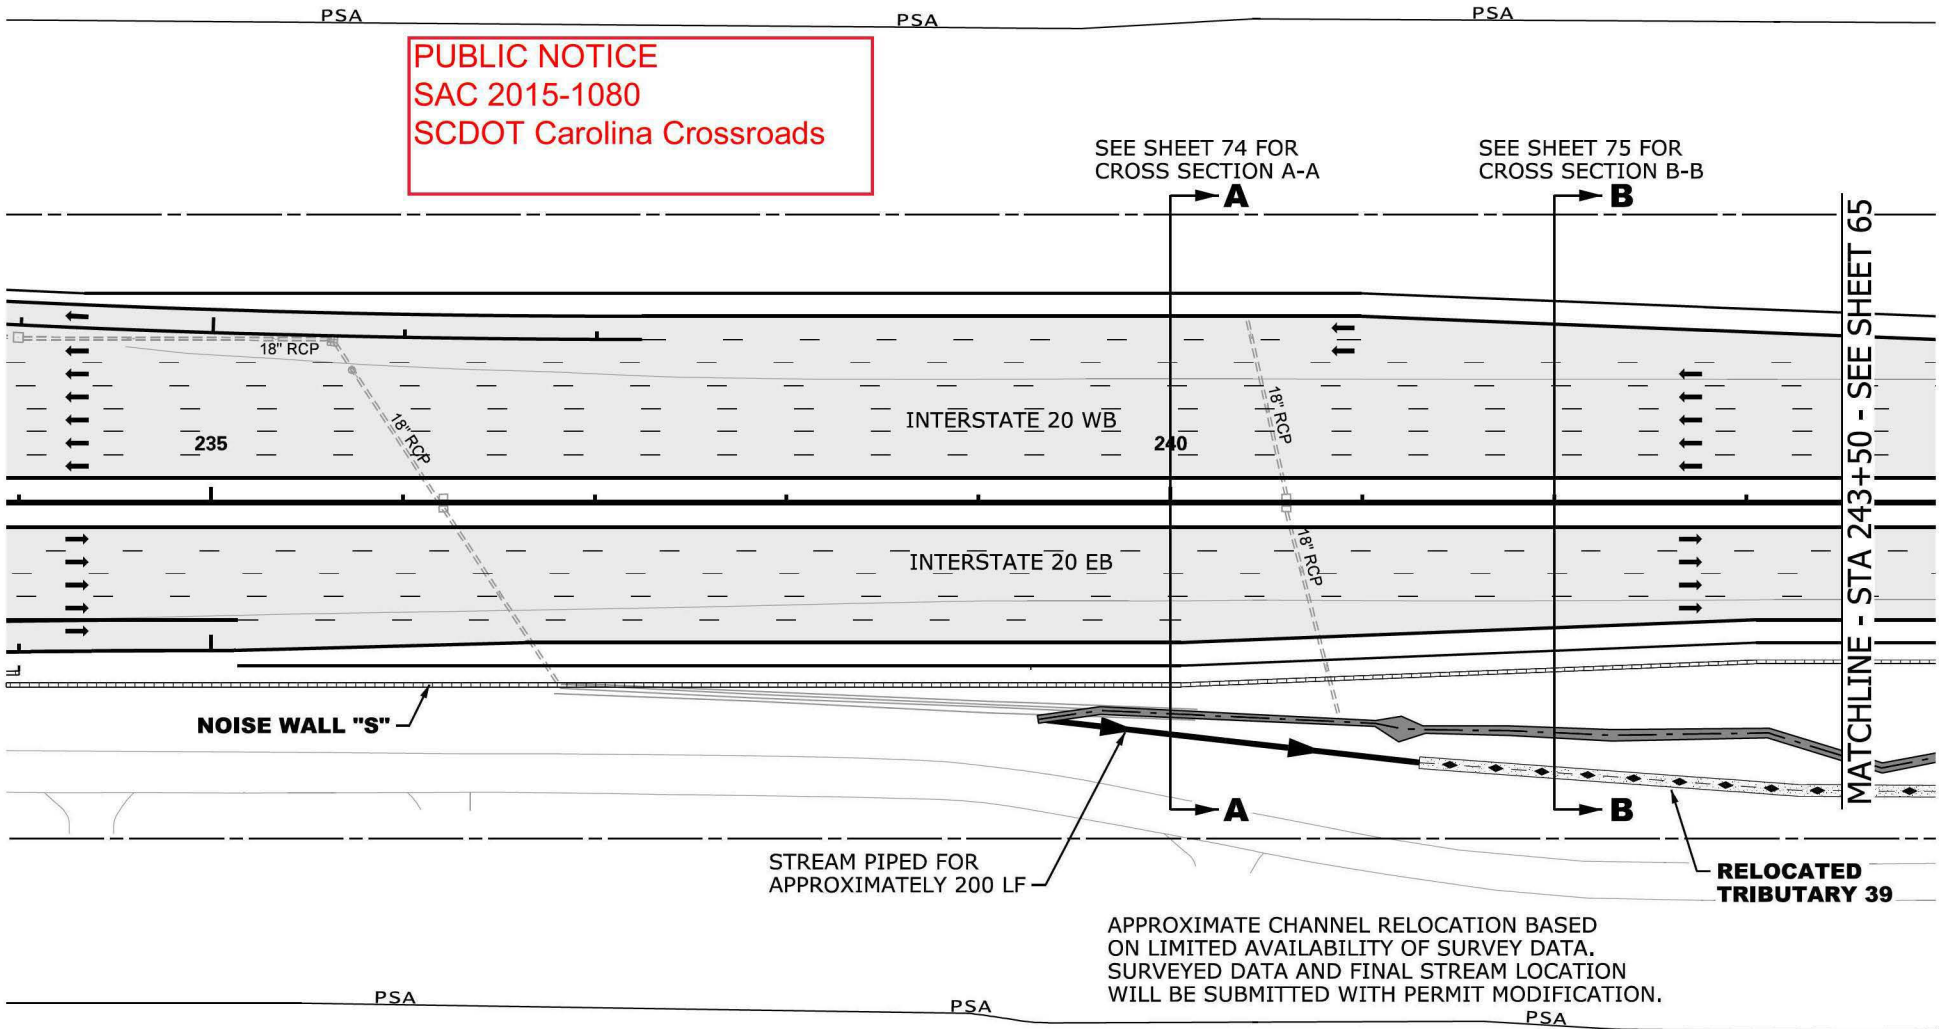 PSA
PSA
PSA
PUBLIC NOTICE
SAC 2015-1080
SCDOT Carolina Crossroads
SEE SHEET 74 FOR
CROSS SECTION A-A
A
SEE SHEET 75 FOR
CROSS SECTION B-B
B
MATCHLINE - STA 243+50 - SEE SHEET 65
18" RCP
18" RCP
18" RCP
INTERSTATE 20 WB
235
240
18" RCP
INTERSTATE 20 EB
NOISE WALL "S"
A
B
STREAM PIPED FOR
APPROXIMATELY 200 LF
RELOCATED
TRIBUTARY 39
APPROXIMATE CHANNEL RELOCATION BASED
ON LIMITED AVAILABILITY OF SURVEY DATA.
SURVEYED DATA AND FINAL STREAM LOCATION
WILL BE SUBMITTED WITH PERMIT MODIFICATION.
PSA
PSA
PSA